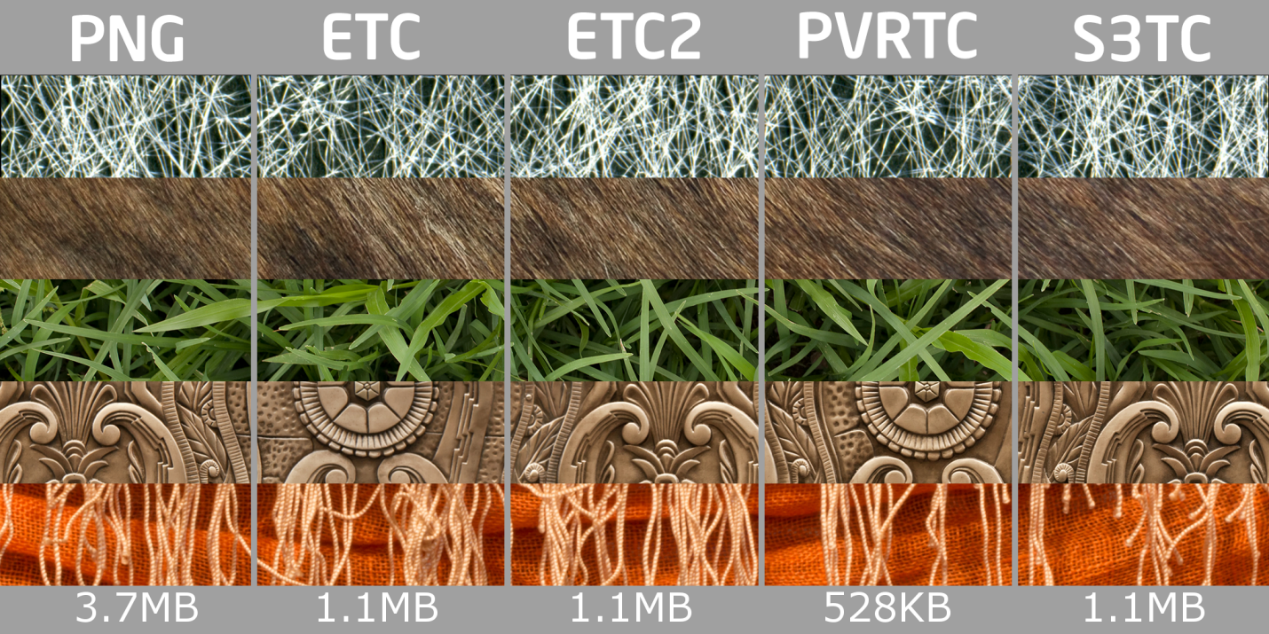 PNG ETC ETC2 PVRTC S3TC
3.7MB 1.1MB 1.1MB 528KB 1.1MB